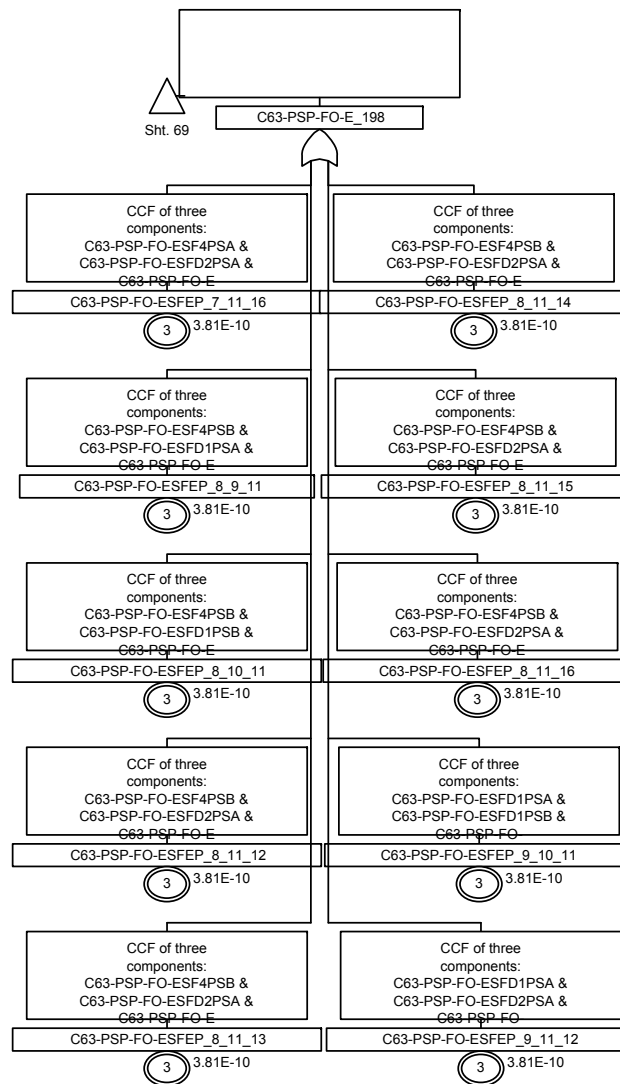 Sht. 69
C63-PSP-FO-E_198
CCF of three
components:
C63-PSP-FO-ESF4PSA &
C63-PSP-FO-ESFD2PSA &
C63-PSP-FO-E
C63-PSP-FO-ESFEP_7_11_16
3
3.81E-10
CCF of three
components:
C63-PSP-FO-ESF4PSB &
C63-PSP-FO-ESFD2PSA &
C63-PSP-FO-E
C63-PSP-FO-ESFEP_8_11_14
3
3.81E-10
CCF of three
components:
C63-PSP-FO-ESF4PSB &
C63-PSP-FO-ESFD1PSA &
C63-PSP-FO-E
C63-PSP-FO-ESFEP_8_9_11
3
3.81E-10
CCF of three
components:
C63-PSP-FO-ESF4PSB &
C63-PSP-FO-ESFD2PSA &
C63-PSP-FO-E
C63-PSP-FO-ESFEP_8_11_15
3
3.81E-10
CCF of three
components:
C63-PSP-FO-ESF4PSB &
C63-PSP-FO-ESFD1PSB &
C63-PSP-FO-E
C63-PSP-FO-ESFEP_8_10_11
3
3.81E-10
CCF of three
components:
C63-PSP-FO-ESF4PSB &
C63-PSP-FO-ESFD2PSA &
C63-PSP-FO-E
C63-PSP-FO-ESFEP_8_11_16
3
3.81E-10
CCF of three
components:
C63-PSP-FO-ESF4PSB &
C63-PSP-FO-ESFD2PSA &
C63-PSP-FO-E
C63-PSP-FO-ESFEP_8_11_12
3
3.81E-10
CCF of three
components:
C63-PSP-FO-ESFD1PSA &
C63-PSP-FO-ESFD1PSB &
C63-PSP-FO-
C63-PSP-FO-ESFEP_9_10_11
3
3.81E-10
CCF of three
components:
C63-PSP-FO-ESF4PSB &
C63-PSP-FO-ESFD2PSA &
C63-PSP-FO-E
C63-PSP-FO-ESFEP_8_11_13
3
3.81E-10
CCF of three
components:
C63-PSP-FO-ESFD1PSA &
C63-PSP-FO-ESFD2PSA &
C63-PSP-FO-
C63-PSP-FO-ESFEP_9_11_12
3
3.81E-10